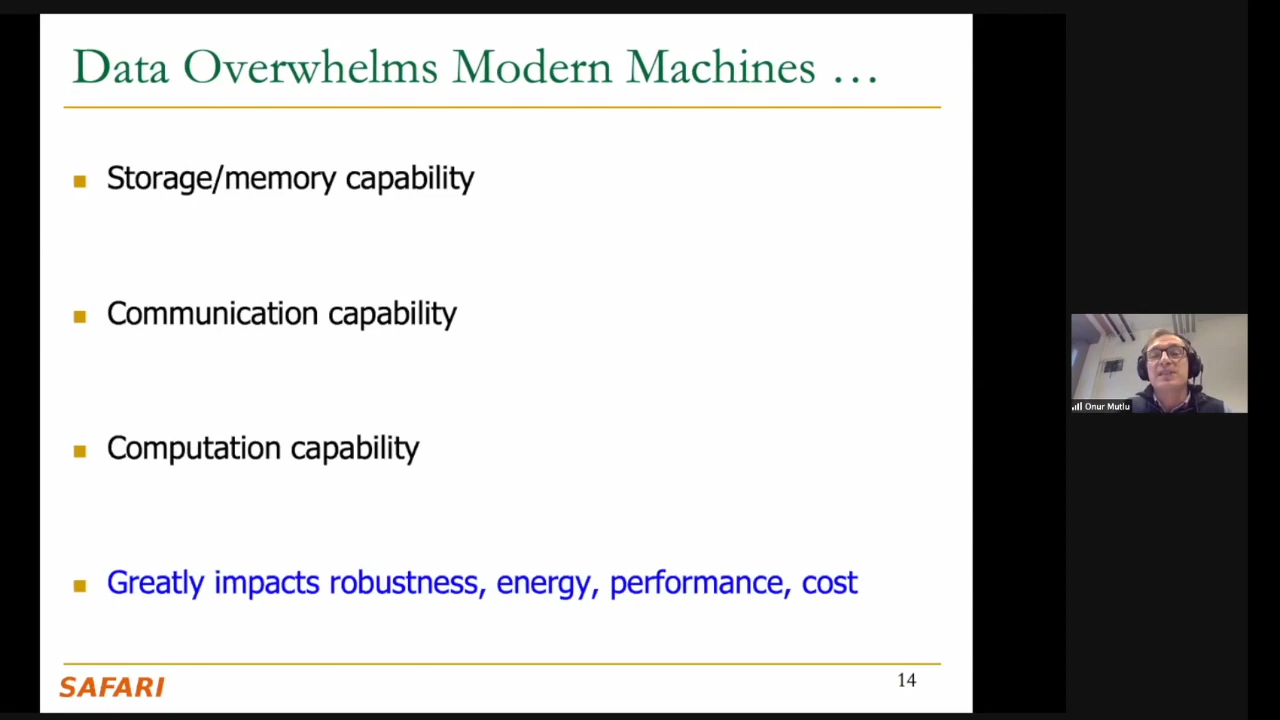 Data Overwhelms Modern Machines …
Storage/memory capability
Communication capability
Computation capability
Greatly impacts robustness, energy, performance, cost
SAFARI
14
Onur Mutlu